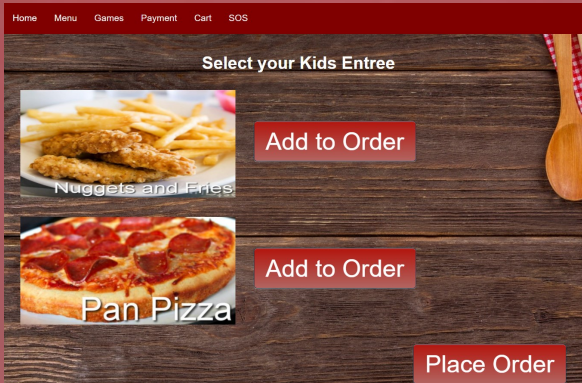 Home Menu Games Payment Cart SOS
Select your Kids Entree
Add to Order
Nuggets and Fries
Add to Order
Pan Pizza
Place Order